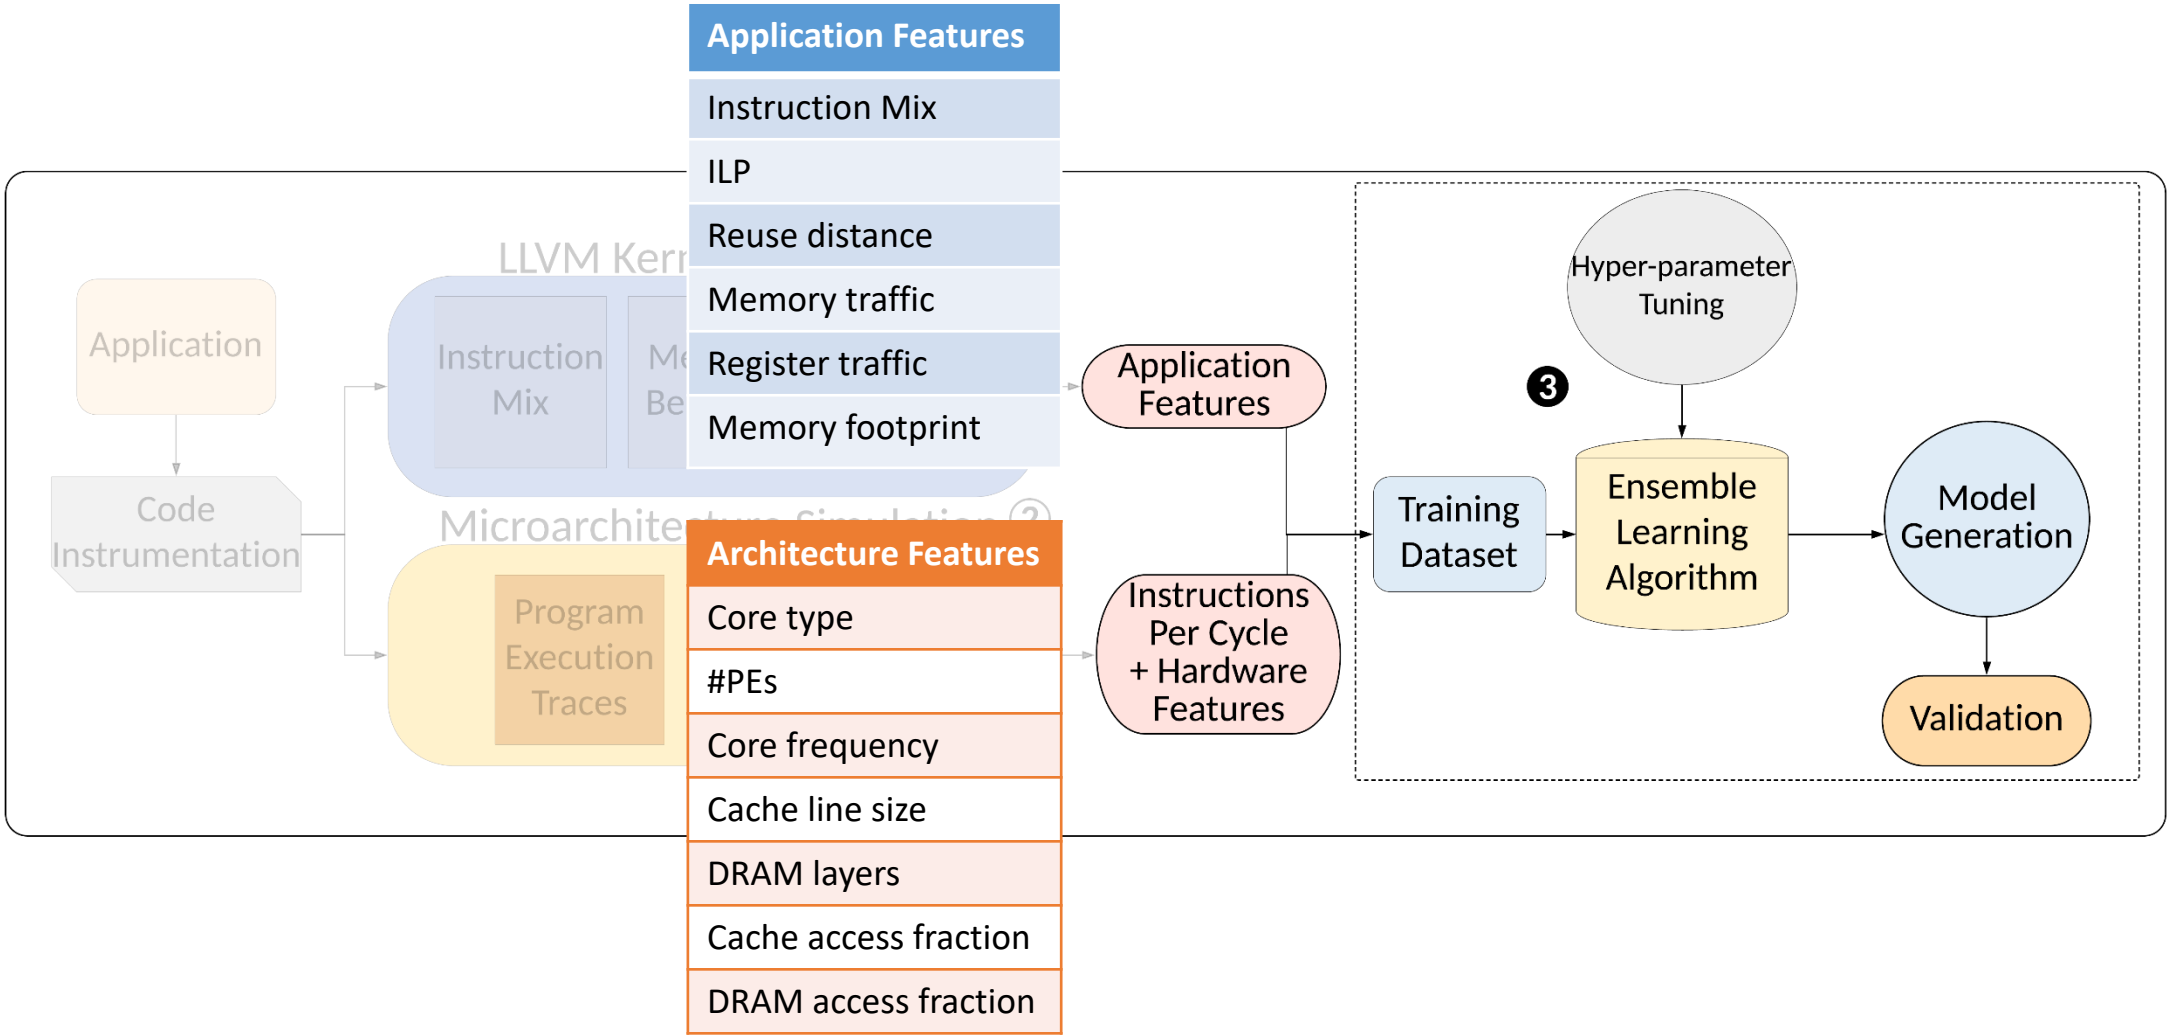 Application Features
Instruction Mix
ILP
Reuse distance
Memory traffic
Register traffic
Memory footprint
Architecture Features
Core type
#PEs
Core frequency
Cache line size
DRAM layers
Cache access fraction
DRAM access fraction
LLVM
Application
Code
Instrumentation
Instruction
Mix
Simulation
Program
Execution
Traces
Application
Features
Instructions
Per Cycle
+ Hardware
Features
3
Hyper-parameter
Tuning
Training
Dataset
Ensemble
Learning
Algorithm
Model
Generation
Validation